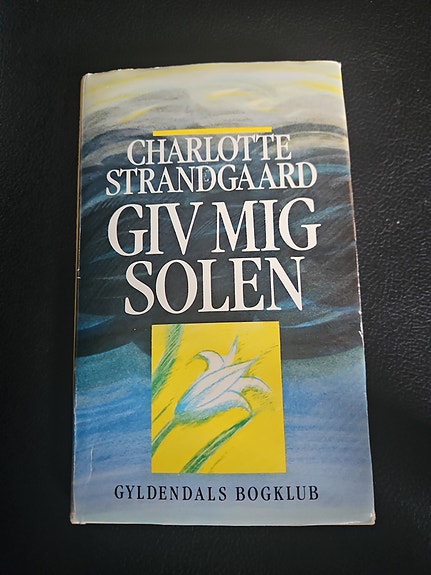 CHARLOTTE
STRANDGAARD
GIV MIG
SOLEN
GYLDENDALS BOGKLUB